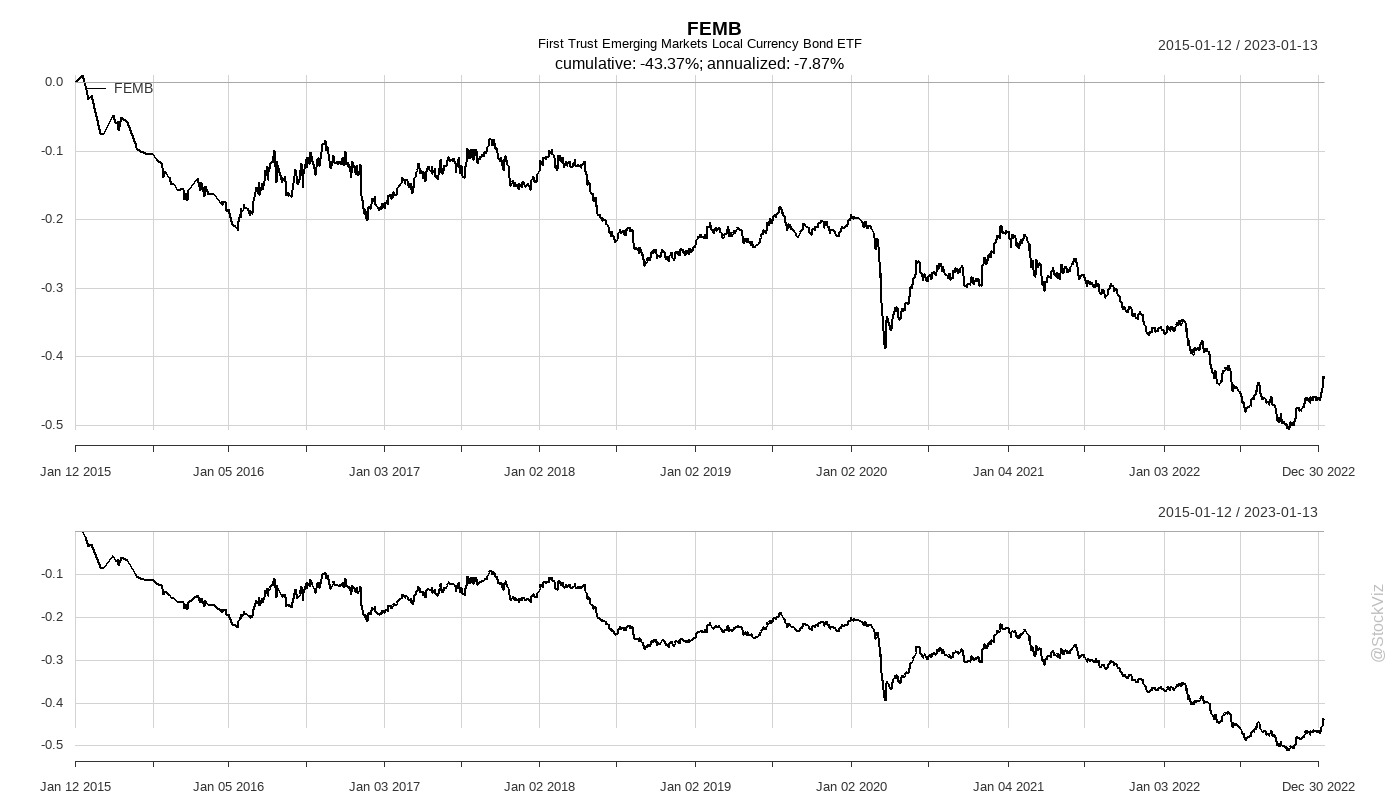 FEMB
First Trust Emerging Markets Local Currency Bond ETF
cumulative: -43.37%; annualized: -7.87%
2015-01-12 / 2023-01-13
FEMB
0.0
-0.1
-0.2
-0.3
-0.4
-0.5
Jan 12 2015 Jan 05 2016 Jan 03 2017 Jan 02 2018 Jan 02 2019 Jan 02 2020 Jan 04 2021 Jan 03 2022 Dec 30 2022
2015-01-12 / 2023-01-13
-0.1
-0.2
-0.3
-0.4
-0.5
Jan 12 2015 Jan 05 2016 Jan 03 2017 Jan 02 2018 Jan 02 2019 Jan 02 2020 Jan 04 2021 Jan 03 2022 Dec 30 2022
@StockViz